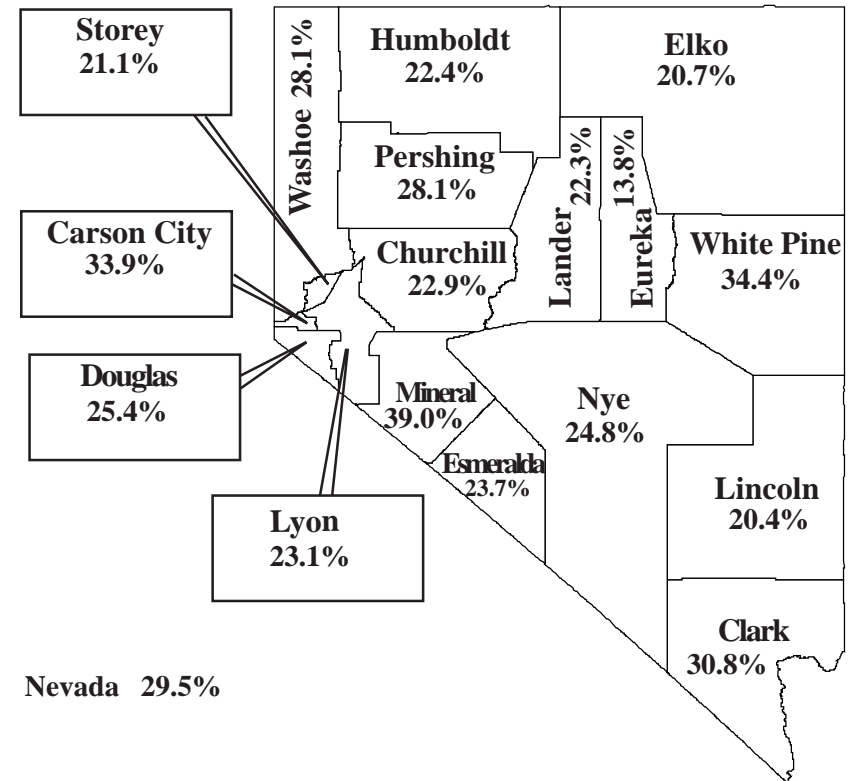 Storey
21.1%
Washoe 28.1%
Humboldt
22.4%
Elko
20.7%
Pershing
28.1%
Lander
22.3%
Eureka
13.8%
Carson City
33.9%
Churchill
22.9%
White Pine
34.4%
Douglas
25.4%
Mineral
39.0%
Nye
24.8%
Esmeralda
23.7%
Lincoln
20.4%
Lyon
23.1%
Clark
30.8%
Nevada 29.5%